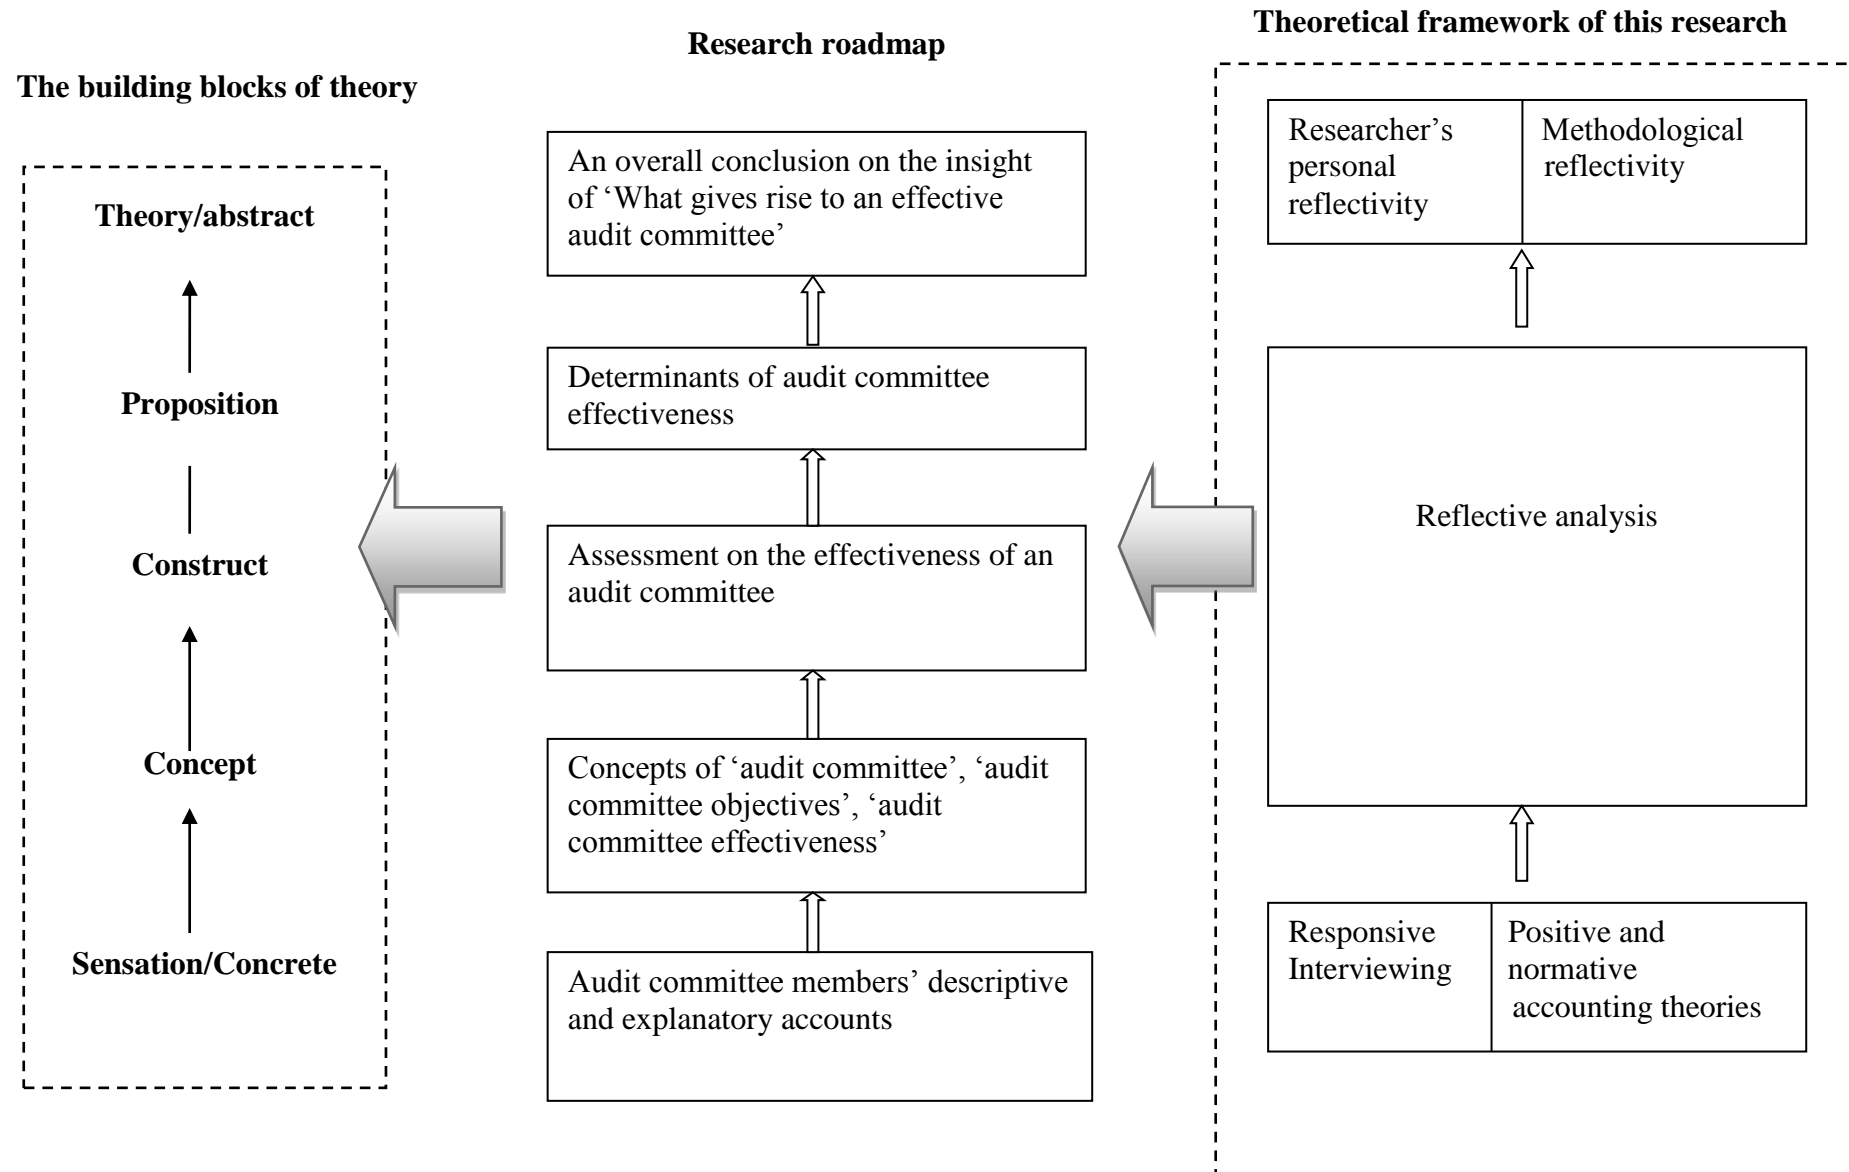 The building blocks of theory
Theory/abstract
Proposition
Construct
Concept
Sensation/Concrete
Research roadmap
An overall conclusion on the insight
of ‘What gives rise to an effective
audit committee’
Determinants of audit committee
effectiveness
Assessment on the effectiveness of an
audit committee
Concepts of ‘audit committee’, ‘audit
committee objectives’, ‘audit
committee effectiveness’
Audit committee members’ descriptive
and explanatory accounts
Theoretical framework of this research
Researcher’s
personal
reflectivity
Methodological
reflectivity
Reflective analysis
Responsive
Interviewing
Positive and
normative
accounting theories